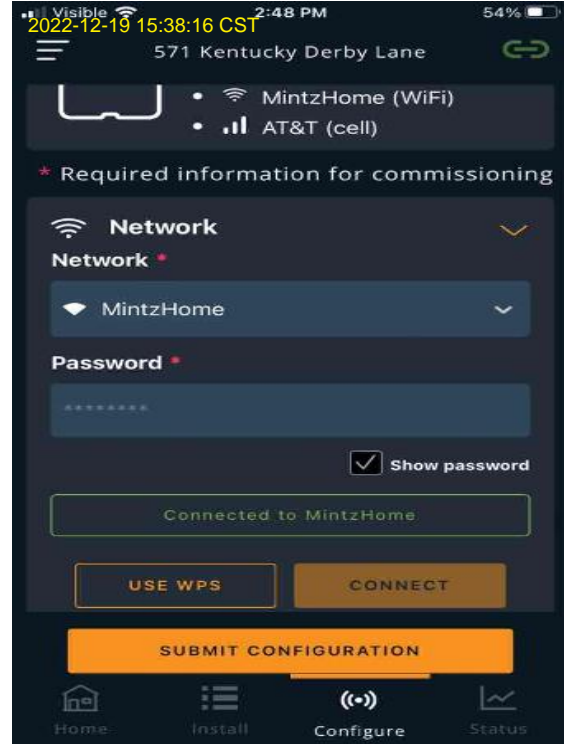 Visible 2:48 PM 54%
2022-12-19 15:38:16 CST
571 Kentucky Derby Lane
• MintzHome (WiFi)
• AT&T (cell)
* Required information for commissioning
Network
Network *
MintzHome
Password *
********
Show password
Connected to MintzHome
USE WPS CONNECT
SUBMIT CONFIGURATION
Home Install Configure Status